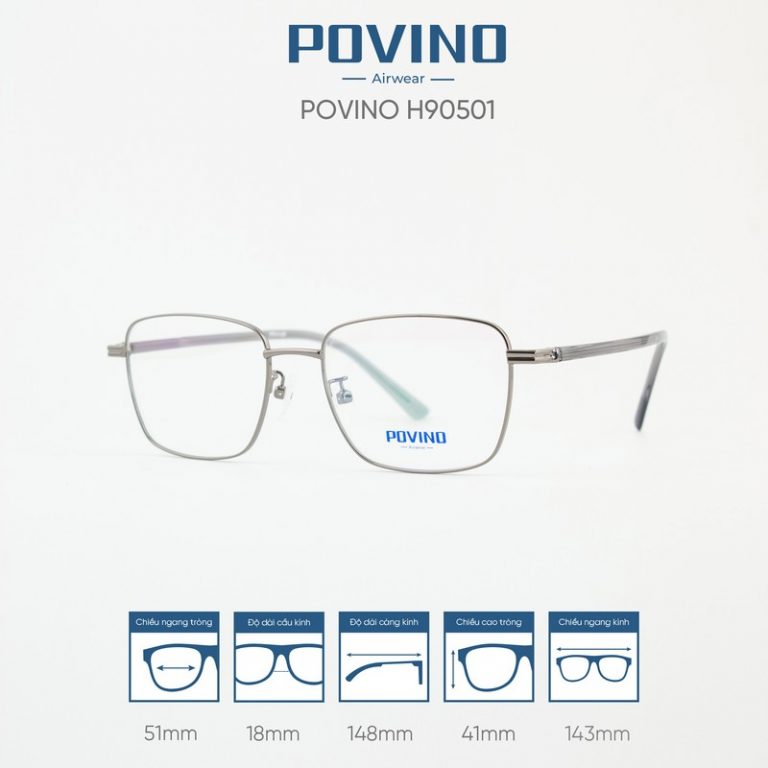 POVINO
Airwear
POVINO H90501
POVINO
Airwear
Chiều ngang tròng
Độ dài cầu kính
Độ dài càng kính
Chiều cao tròng
Chiều ngang kính
51mm
18mm
148mm
41mm
143mm